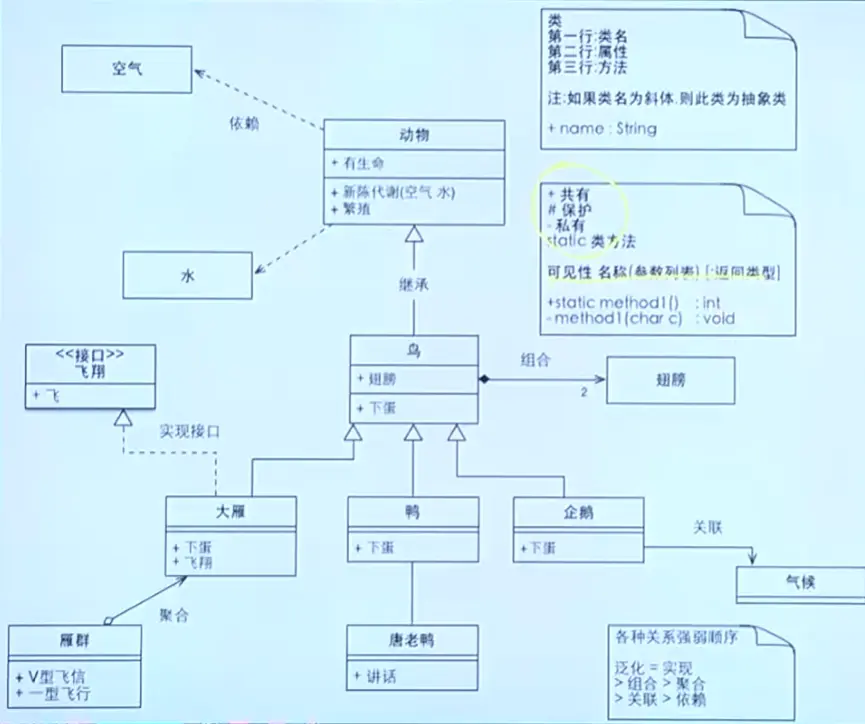 类
第一行:类名
第二行:属性
第三行:方法
注:如果类名为斜体.则此类为抽象类
+ name : String
空气
依赖
动物
+ 有生命
+ 新陈代谢(空气 水)
+ 繁殖
+ 共有
# 保护
- 私有
static 类方法
可见性 名称(参数列表) [:返回类型]
+static method1() : int
- method1(char c) : void
水
继承
<<接口>>
飞翔
+ 飞
鸟
+ 翅膀
+ 下蛋
组合
2
翅膀
实现接口
大雁
+ 下蛋
+ 飞翔
鸭
+ 下蛋
企鹅
+下蛋
关联
气候
聚合
雁群
+ V型飞信
+ 一型飞行
唐老鸭
+ 讲话
各种关系强弱顺序
泛化 = 实现
> 组合 > 聚合
> 关联 > 依赖